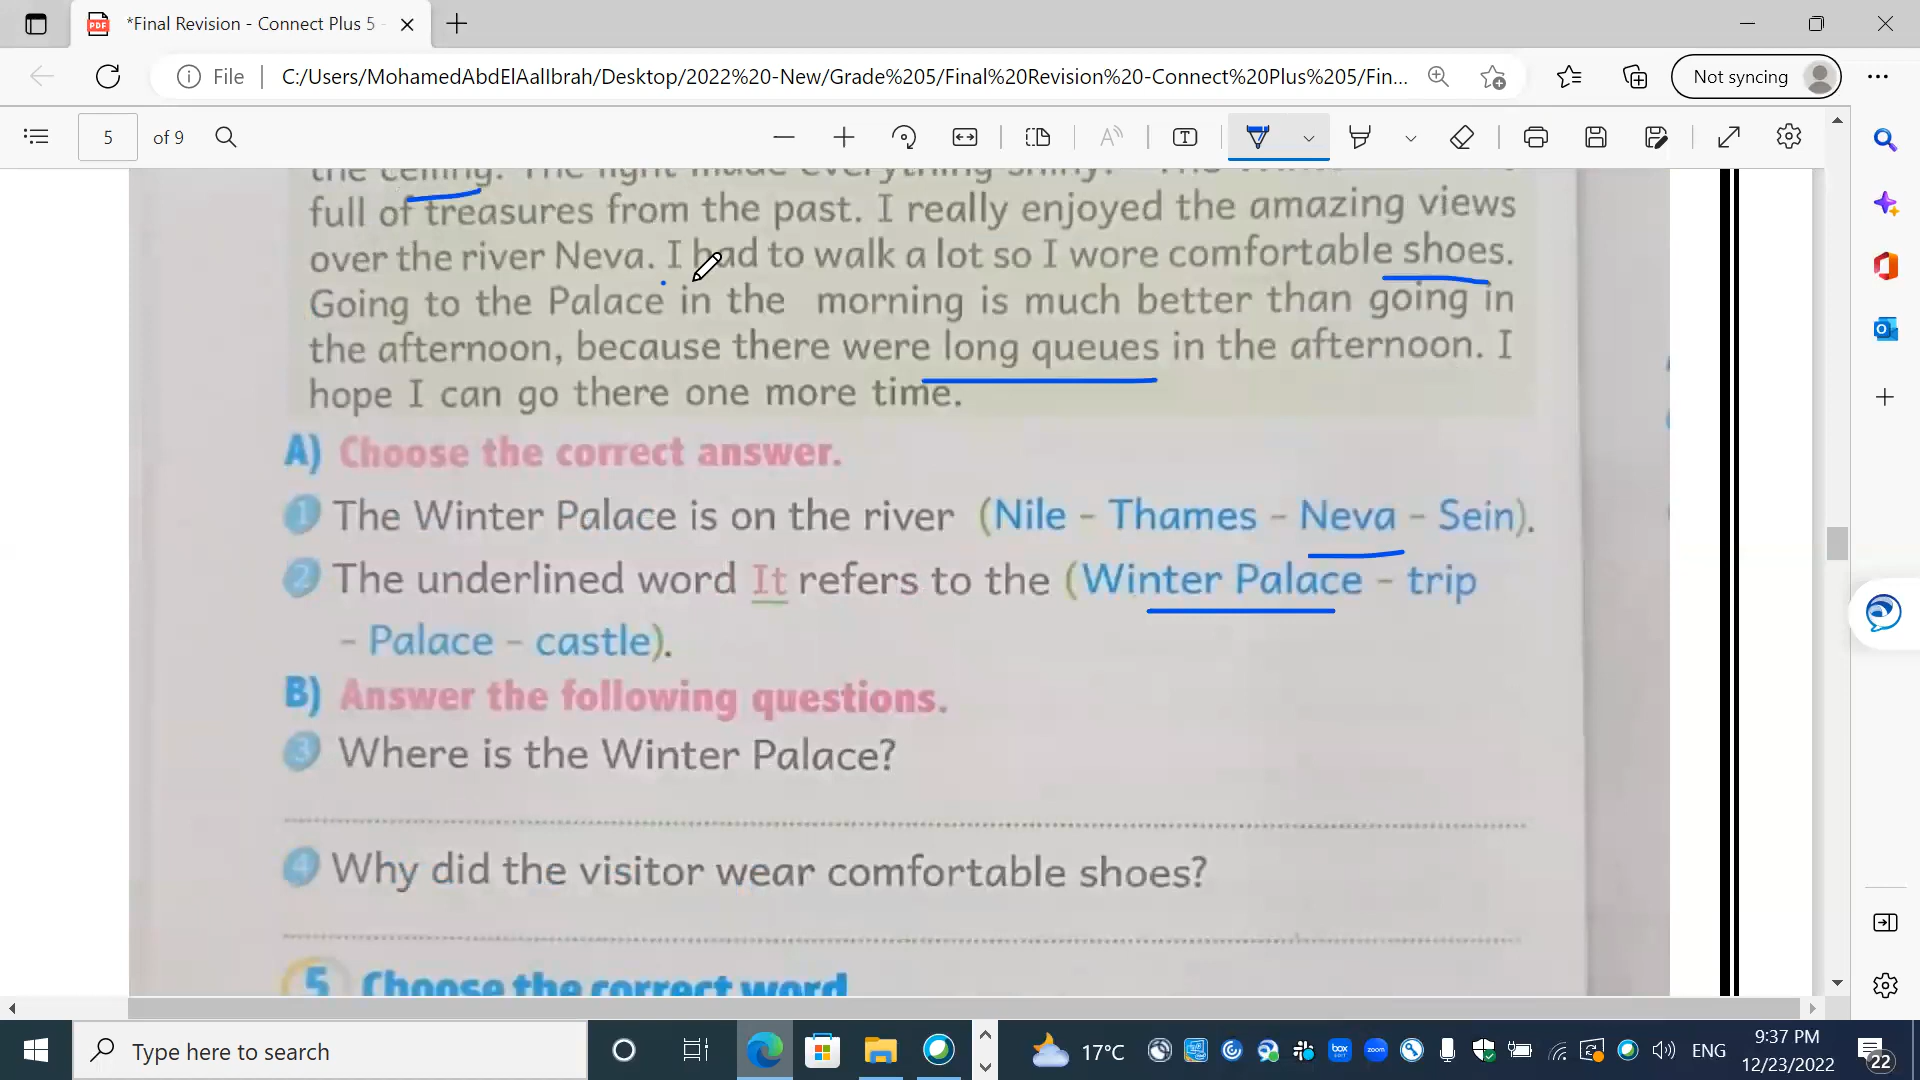 *Final Revision - Connect Plus 5 -
File
C:/Users/MohamedAbdElAalIbrah/Desktop/2022%20-New/Grade%205/Final%20Revision%20-Connect%20Plus%205/Fin...
Not syncing
5 of 9
the ceiling. The light made everything shiny.
full of treasures from the past. I really enjoyed the amazing views
over the river Neva. I had to walk a lot so I wore comfortable shoes.
Going to the Palace in the morning is much better than going in
the afternoon, because there were long queues in the afternoon. I
hope I can go there one more time.
A) Choose the correct answer.
1 The Winter Palace is on the river (Nile - Thames - Neva - Sein).
2 The underlined word It refers to the (Winter Palace - trip
- Palace - castle).
B) Answer the following questions.
3 Where is the Winter Palace?
4 Why did the visitor wear comfortable shoes?
5 Choose the correct word
Type here to search
17°C
ENG
9:37 PM
12/23/2022
22